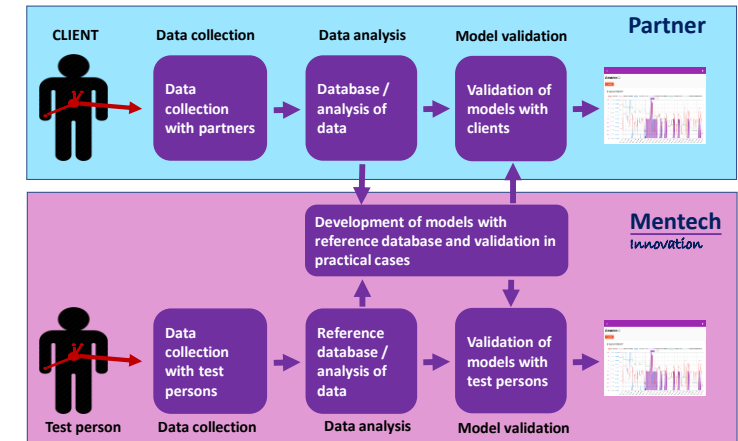 CLIENT
Data collection
Data analysis
Model validation
Partner
Data
collection
with partners
Database /
analysis of
data
Validation of
models with
clients
Development of models with
reference database and validation in
practical cases
Mentech
Innovation
Data
collection
with test
persons
Reference
database /
analysis of
data
Validation of
models with
test persons
Test person
Data collection
Data analysis
Model validation